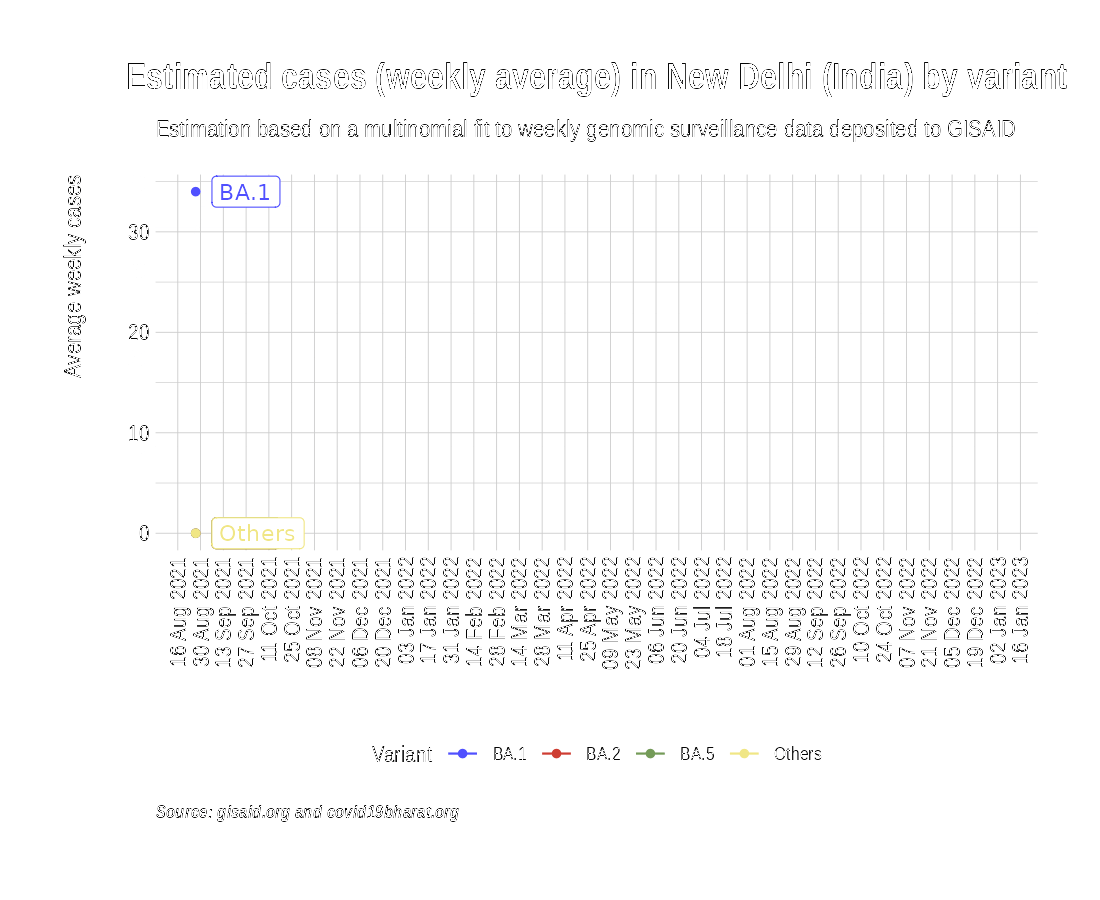 Estimated cases (weekly average) in New Delhi (India) by variant
Estimation based on a multinomial fit to weekly genomic surveillance data deposited to GISAID
Average weekly cases
30
20
10
0
BA.1
Others
16 Aug 2021
30 Aug 2021
13 Sep 2021
27 Sep 2021
11 Oct 2021
25 Oct 2021
08 Nov 2021
22 Nov 2021
06 Dec 2021
20 Dec 2021
03 Jan 2022
17 Jan 2022
31 Jan 2022
14 Feb 2022
28 Feb 2022
14 Mar 2022
28 Mar 2022
11 Apr 2022
25 Apr 2022
09 May 2022
23 May 2022
06 Jun 2022
20 Jun 2022
04 Jul 2022
18 Jul 2022
01 Aug 2022
15 Aug 2022
29 Aug 2022
12 Sep 2022
26 Sep 2022
10 Oct 2022
24 Oct 2022
07 Nov 2022
21 Nov 2022
05 Dec 2022
19 Dec 2022
02 Jan 2023
16 Jan 2023
Variant BA.1 BA.2 BA.5 Others
Source: gisaid.org and covid19bharat.org